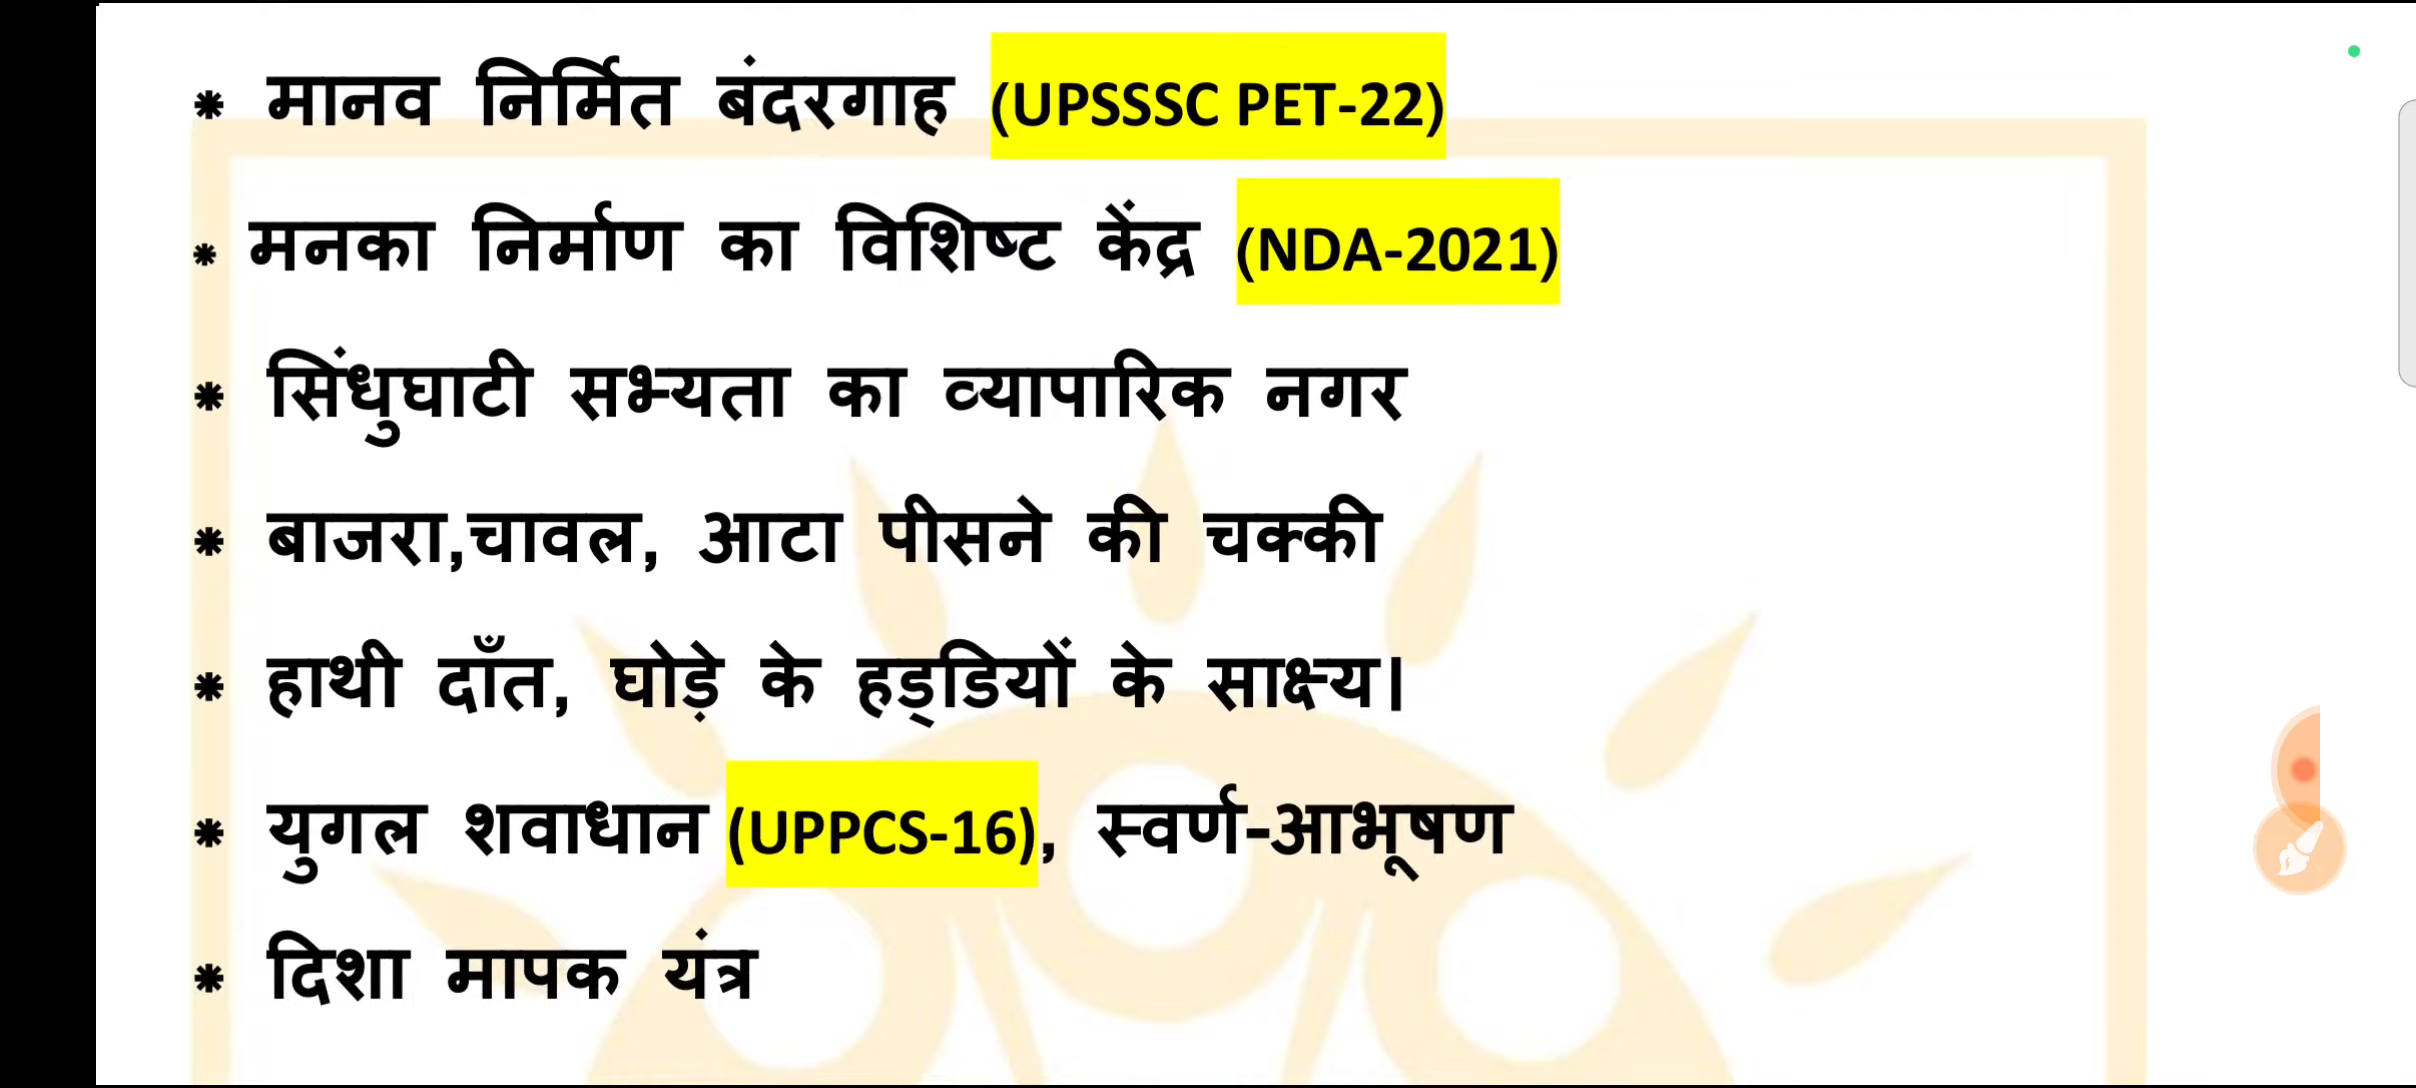 * मानव निर्मित बंदरगाह (UPSSSC PET-22)
* मनका निर्माण का विशिष्ट केंद्र (NDA-2021)
* सिंधुघाटी सभ्यता का व्यापारिक नगर
* बाजरा,चावल, आटा पीसने की चक्की
* हाथी दाँत, घोड़े के हड्डियों के साक्ष्य।
* युगल शवाधान (UPPCS-16), स्वर्ण-आभूषण
* दिशा मापक यंत्र